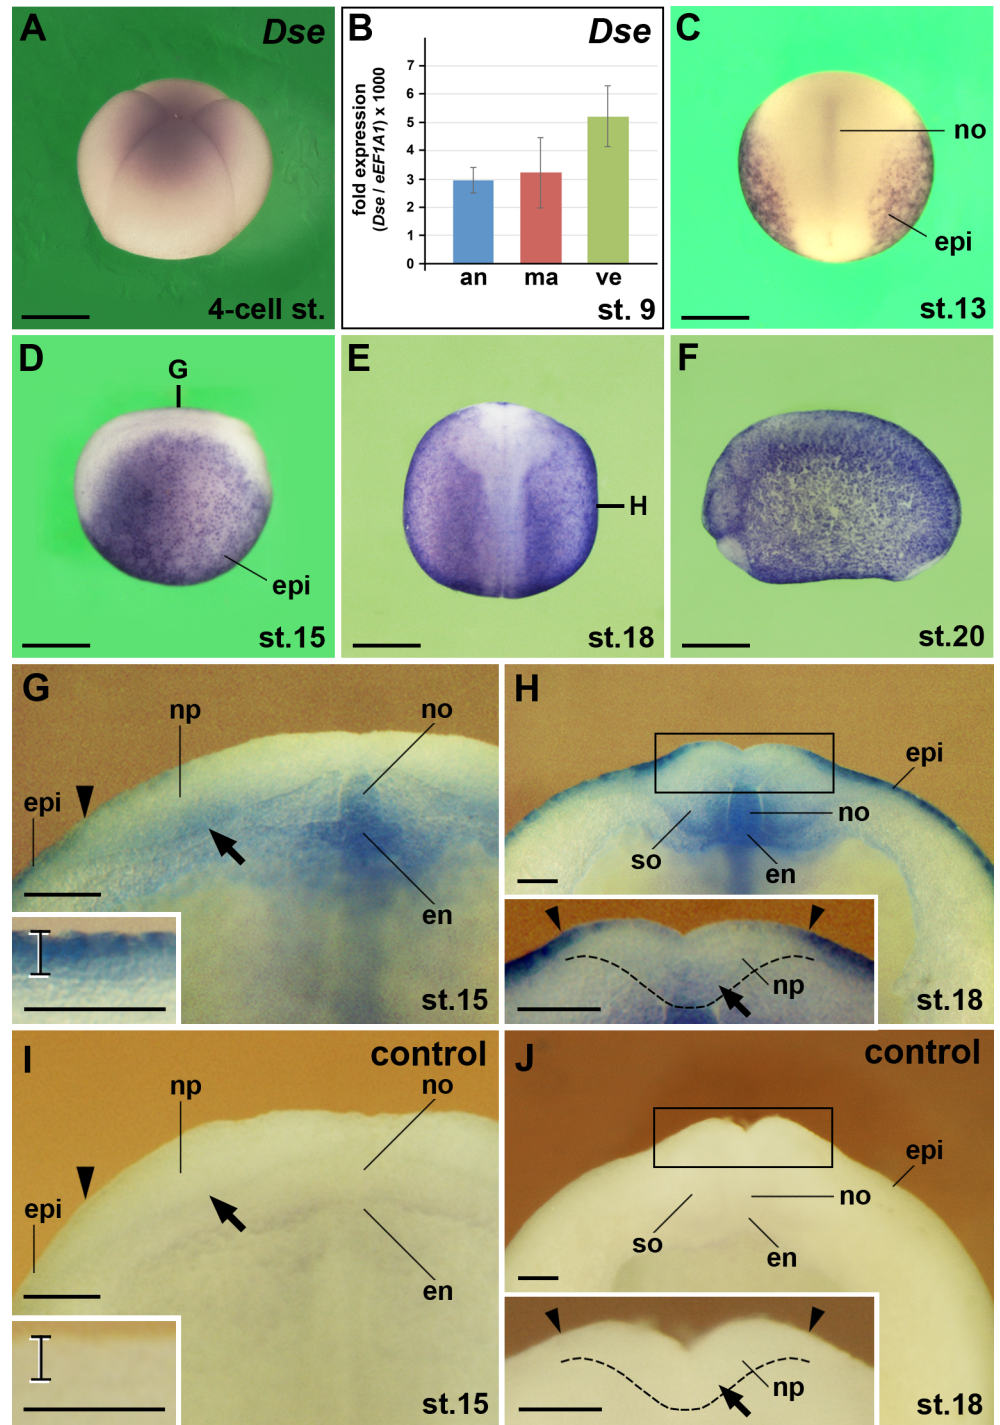 A
Dse
4-cell st.
B
Dse
fold expression
(Dse / eEF1A1) x 1000
7
6
5
4
3
2
1
0
an
ma
ve
st. 9
C
no
epi
st.13
D
G
epi
st.15
E
H
st.18
F
st.20
G
np
no
epi
en
st.15
H
epi
no
so
en
np
st.18
I
control
np
no
epi
en
st.15
J
control
epi
no
so
en
np
st.18